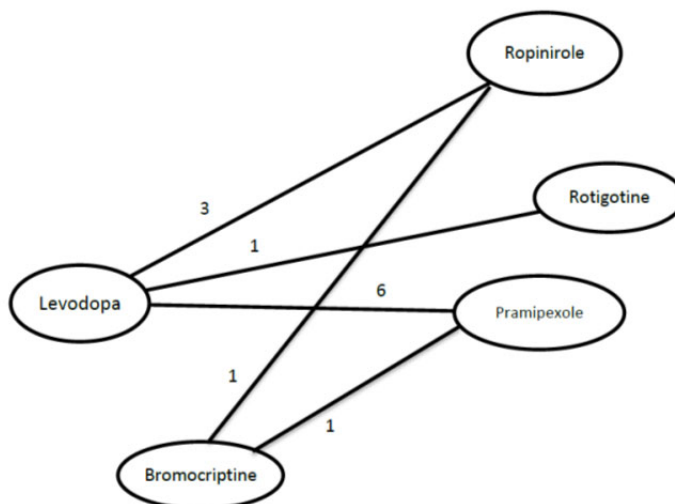 Ropinirole
3
Rotigotine
1
Levodopa
6
Pramipexole
1
1
Bromocriptine